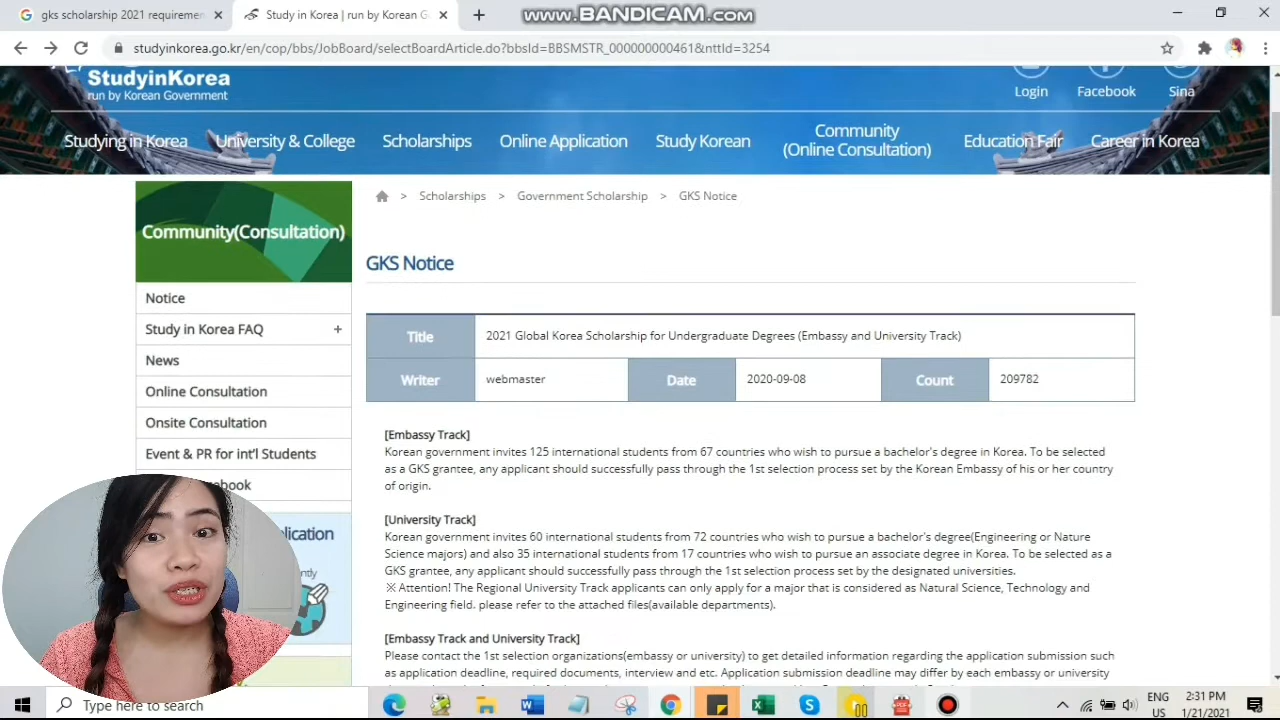 gks scholarship 2021 requiremen
Study in Korea | run by Korean G
www.BANDICAM.com
studyinkorea.go.kr/en/cop/bbs/JobBoard/selectBoardArticle.do?bbsId=BBSMSTR_000000000461&nttId=3254
StudyinKorea
run by Korean Government
Login
Facebook
Sina
Studying in Korea
University & College
Scholarships
Online Application
Study Korean
Community
(Online Consultation)
Education Fair
Career in Korea
Community(Consultation)
Notice
Study in Korea FAQ +
News
Online Consultation
Onsite Consultation
Event & PR for int'l Students
> Scholarships > Government Scholarship > GKS Notice
GKS Notice
Title 2021 Global Korea Scholarship for Undergraduate Degrees (Embassy and University Track)
Writer webmaster Date 2020-09-08 Count 209782
[Embassy Track]
Korean government invites 125 international students from 67 countries who wish to pursue a bachelor's degree in Korea. To be selected
as a GKS grantee, any applicant should successfully pass through the 1st selection process set by the Korean Embassy of his or her country
of origin.
[University Track]
Korean government invites 60 international students from 72 countries who wish to pursue a bachelor's degree(Engineering or Nature
Science majors) and also 35 international students from 17 countries who wish to pursue an associate degree in Korea. To be selected as a
GKS grantee, any applicant should successfully pass through the 1st selection process set by the designated universities.
※ Attention! The Regional University Track applicants can only apply for a major that is considered as Natural Science, Technology and
Engineering field. please refer to the attached files(available departments).
[Embassy Track and University Track]
Please contact the 1st selection organizations(embassy or university) to get detailed information regarding the application submission such
as application deadline, required documents, interview and etc. Application submission deadline may differ by each embassy or university
Type here to search
ENG
US
2:31 PM
1/21/2021